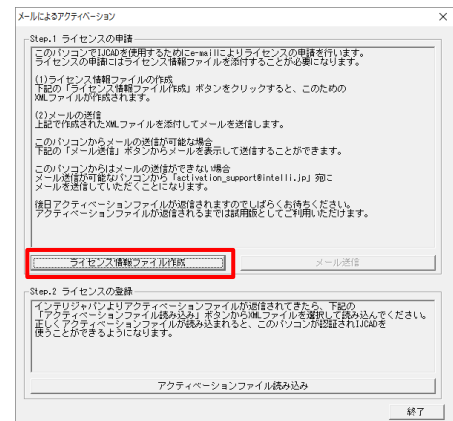 メールによるアクティベーション
Step.1 ライセンスの申請
このパソコンでIJCADを使用するためにe-mailによりライセンスの申請を行います。
ライセンスの申請にはライセンス情報ファイルを添付することが必要になります。
(1)ライセンス情報ファイルの作成
下記の「ライセンス情報ファイル作成」ボタンをクリックすると、このための
XMLファイルが作成されます。
(2)メールの送信
上記で作成されたXMLファイルを添付してメールを送信します。
このパソコンからメールの送信が可能な場合
下記の「メール送信」ボタンからメールを表示して送信することができます。
このパソコンからはメールの送信ができない場合
メール送信が可能なパソコンから「activation_support@intelli.jp」宛に
メールを送信していただくことになります。
後日アクティベーションファイルが返信されますのでしばらくお待ちください。
アクティベーションファイルが返信されるまでは試用版としてご利用いただけます。
ライセンス情報ファイル作成
メール送信
Step.2 ライセンスの登録
インテリジャパンよりアクティベーションファイルが返信されてきたら、下記の
「アクティベーションファイル読み込み」ボタンからXMLファイルを選択して読み込んでください。
正しくアクティベーションファイルが読み込まれると、このパソコンが認証されIJCADを
使うことができるようになります。
アクティベーションファイル読み込み
終了